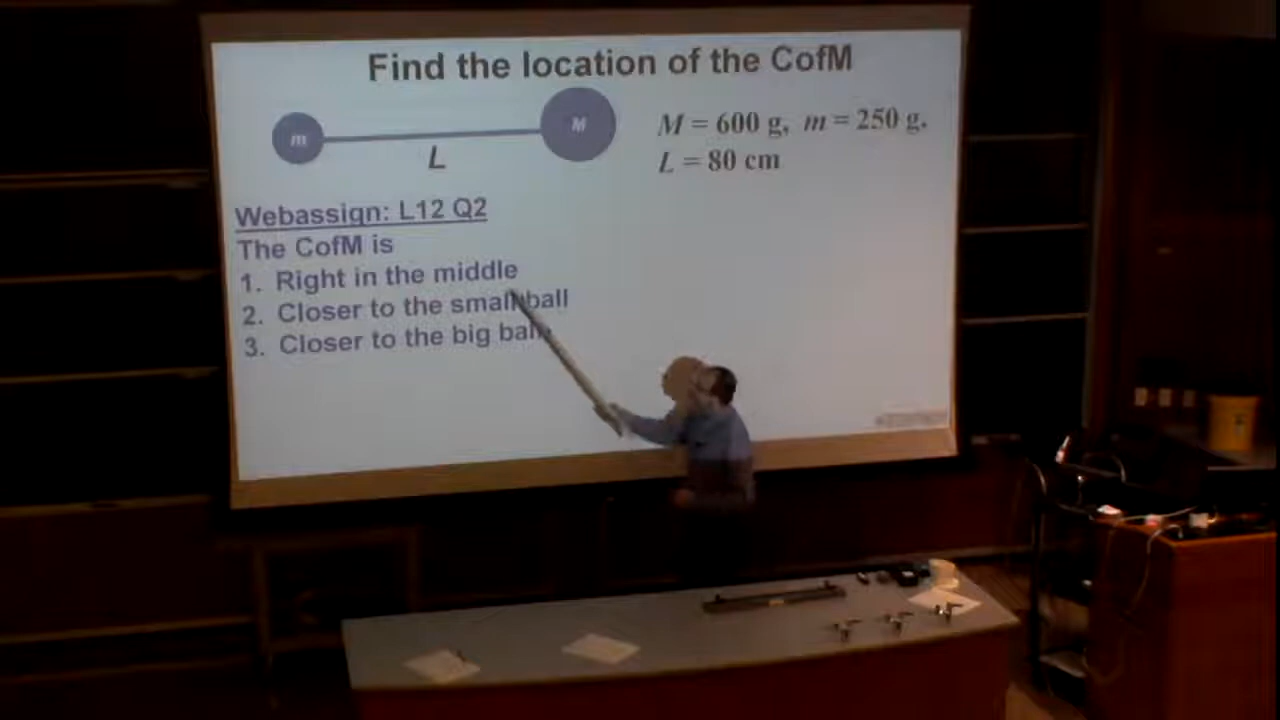 Find the location of the CofM
m
M
L
M = 600 g, m = 250 g.
L = 80 cm
Webassign: L12 Q2
The CofM is
1. Right in the middle
2. Closer to the small ball
3. Closer to the big ball